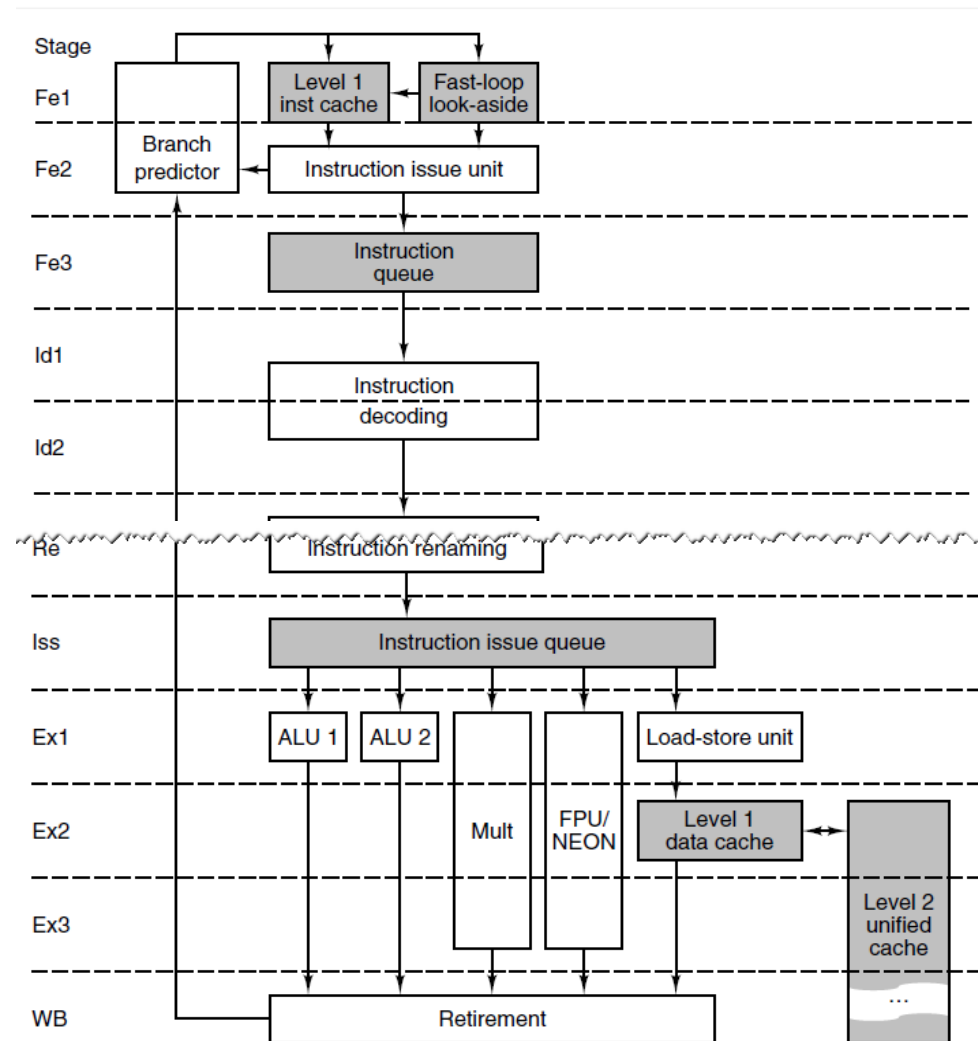 Stage
Fe1
Level 1
inst cache
Fast-loop
look-aside
Branch
predictor
Fe2
Instruction issue unit
Fe3
Instruction
queue
Id1
Instruction
decoding
Id2
Re
Instruction renaming
Iss
Instruction issue queue
Ex1
ALU 1
ALU 2
Load-store unit
Ex2
Mult
FPU/
NEON
Level 1
data cache
Ex3
Level 2
unified
cache
...
WB
Retirement